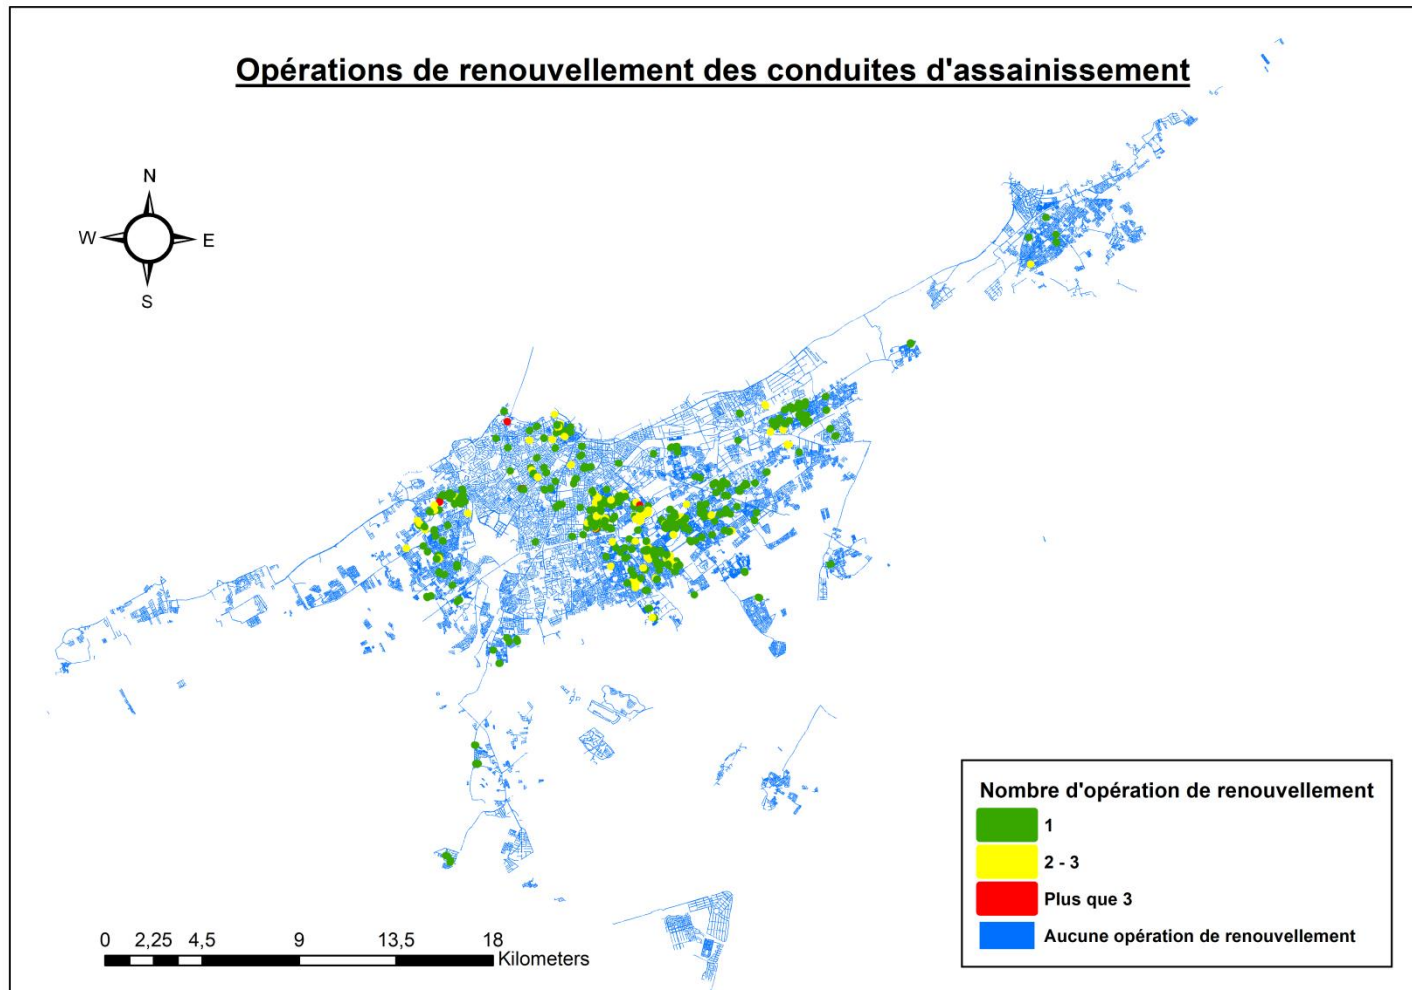 Opérations de renouvellement des conduites d'assainissement
N
W
E
S
Nombre d'opération de renouvellement
1
2 - 3
Plus que 3
Aucune opération de renouvellement
0 2,25 4,5 9 13,5 18
Kilometers